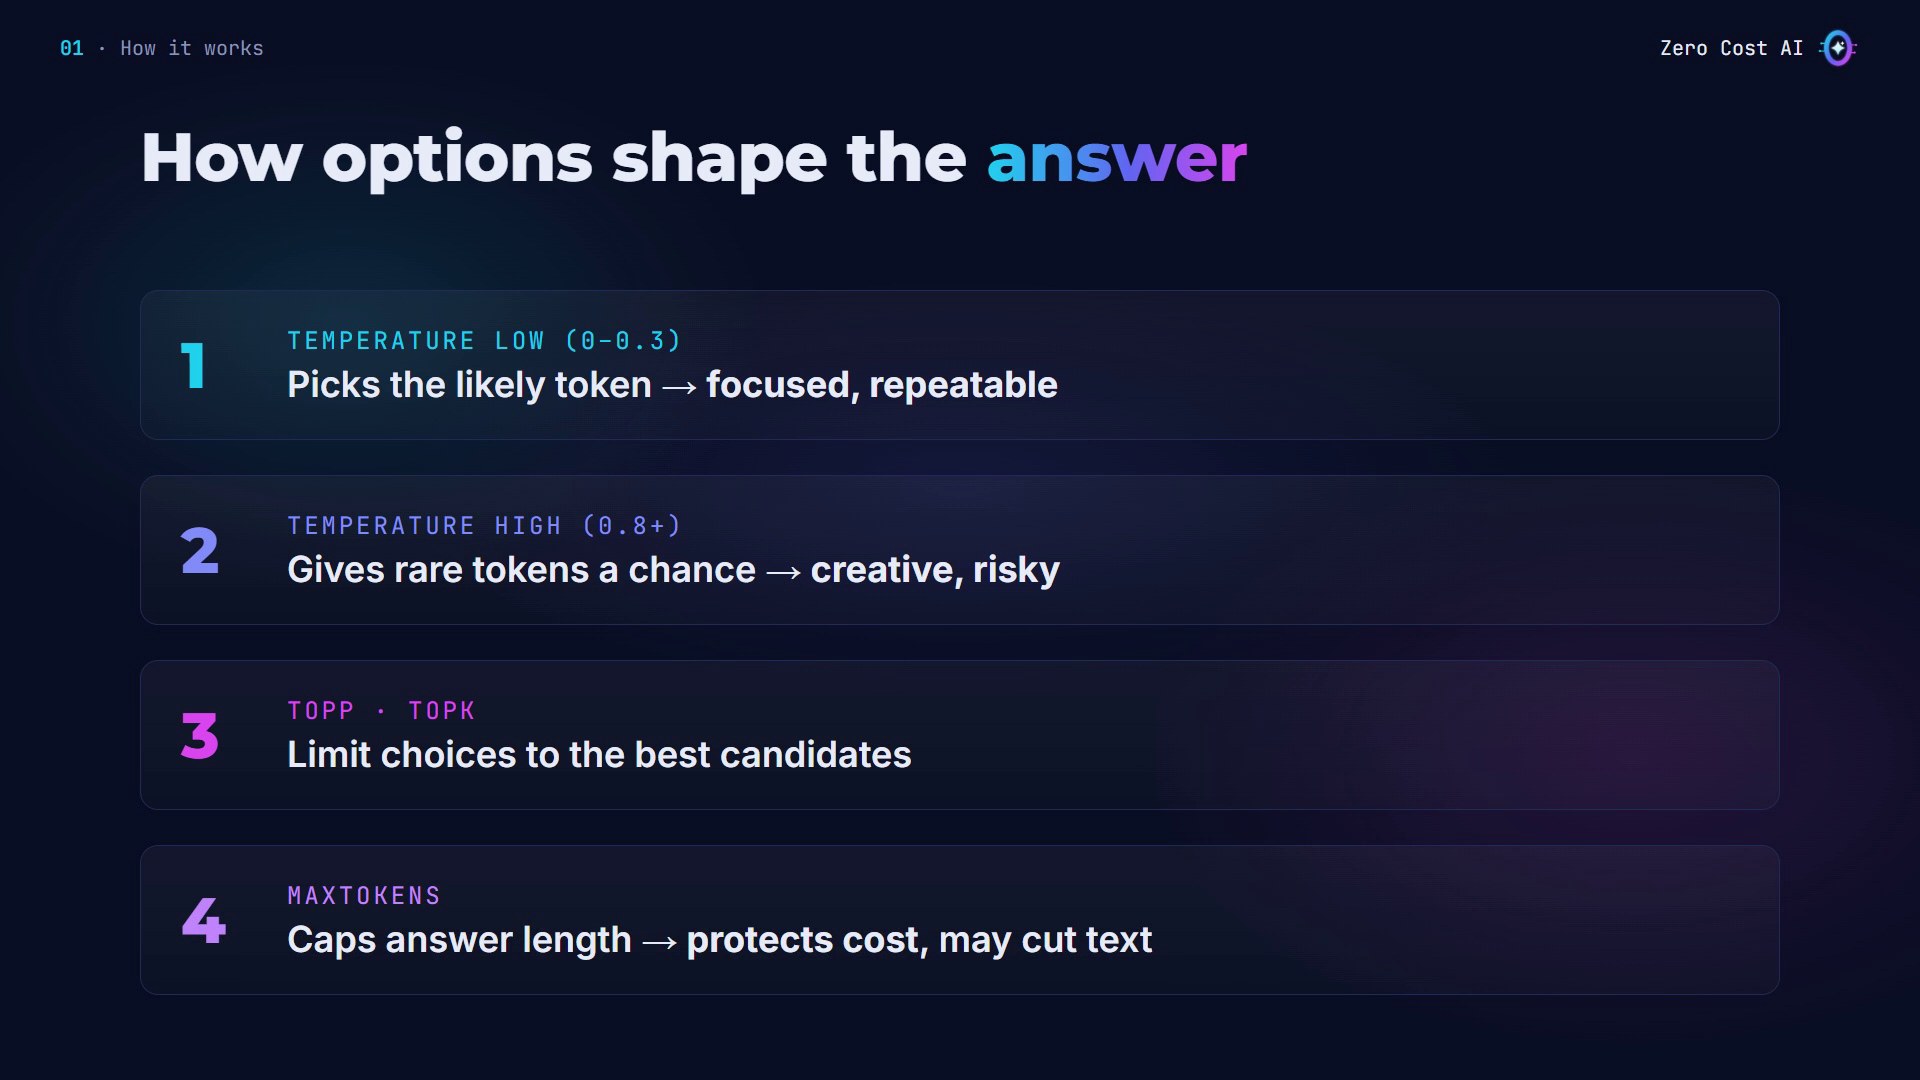 01 · How it works
Zero Cost AI
How options shape the answer
1
TEMPERATURE LOW (0–0.3)
Picks the likely token → focused, repeatable
2
TEMPERATURE HIGH (0.8+)
Gives rare tokens a chance → creative, risky
3
TOPP · TOPK
Limit choices to the best candidates
4
MAXTOKENS
Caps answer length → protects cost, may cut text